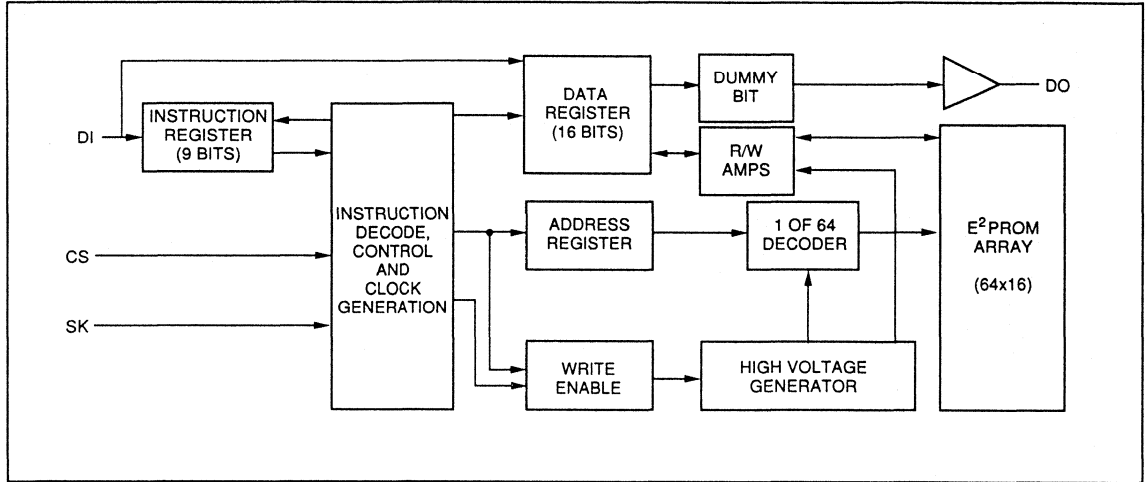 DI
INSTRUCTION
REGISTER
(9 BITS)
CS
SK
INSTRUCTION
DECODE,
CONTROL
AND
CLOCK
GENERATION
DATA
REGISTER
(16 BITS)
DUMMY
BIT
DO
R/W
AMPS
ADDRESS
REGISTER
1 OF 64
DECODER
E²PROM
ARRAY
(64x16)
WRITE
ENABLE
HIGH VOLTAGE
GENERATOR